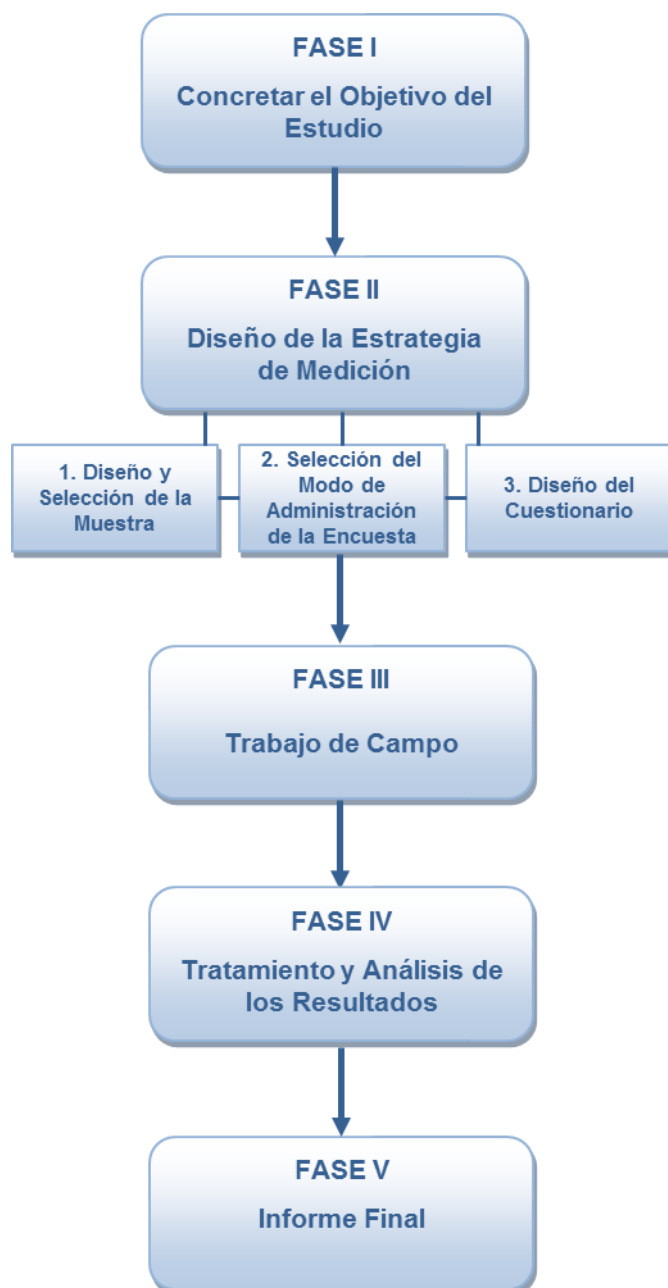 FASE I
Concretar el Objetivo del
Estudio
FASE II
Diseño de la Estrategia
de Medición
1. Diseño y
Selección de la
Muestra
2. Selección del
Modo de
Administración
de la Encuesta
3. Diseño del
Cuestionario
FASE III
Trabajo de Campo
FASE IV
Tratamiento y Análisis de
los Resultados
FASE V
Informe Final